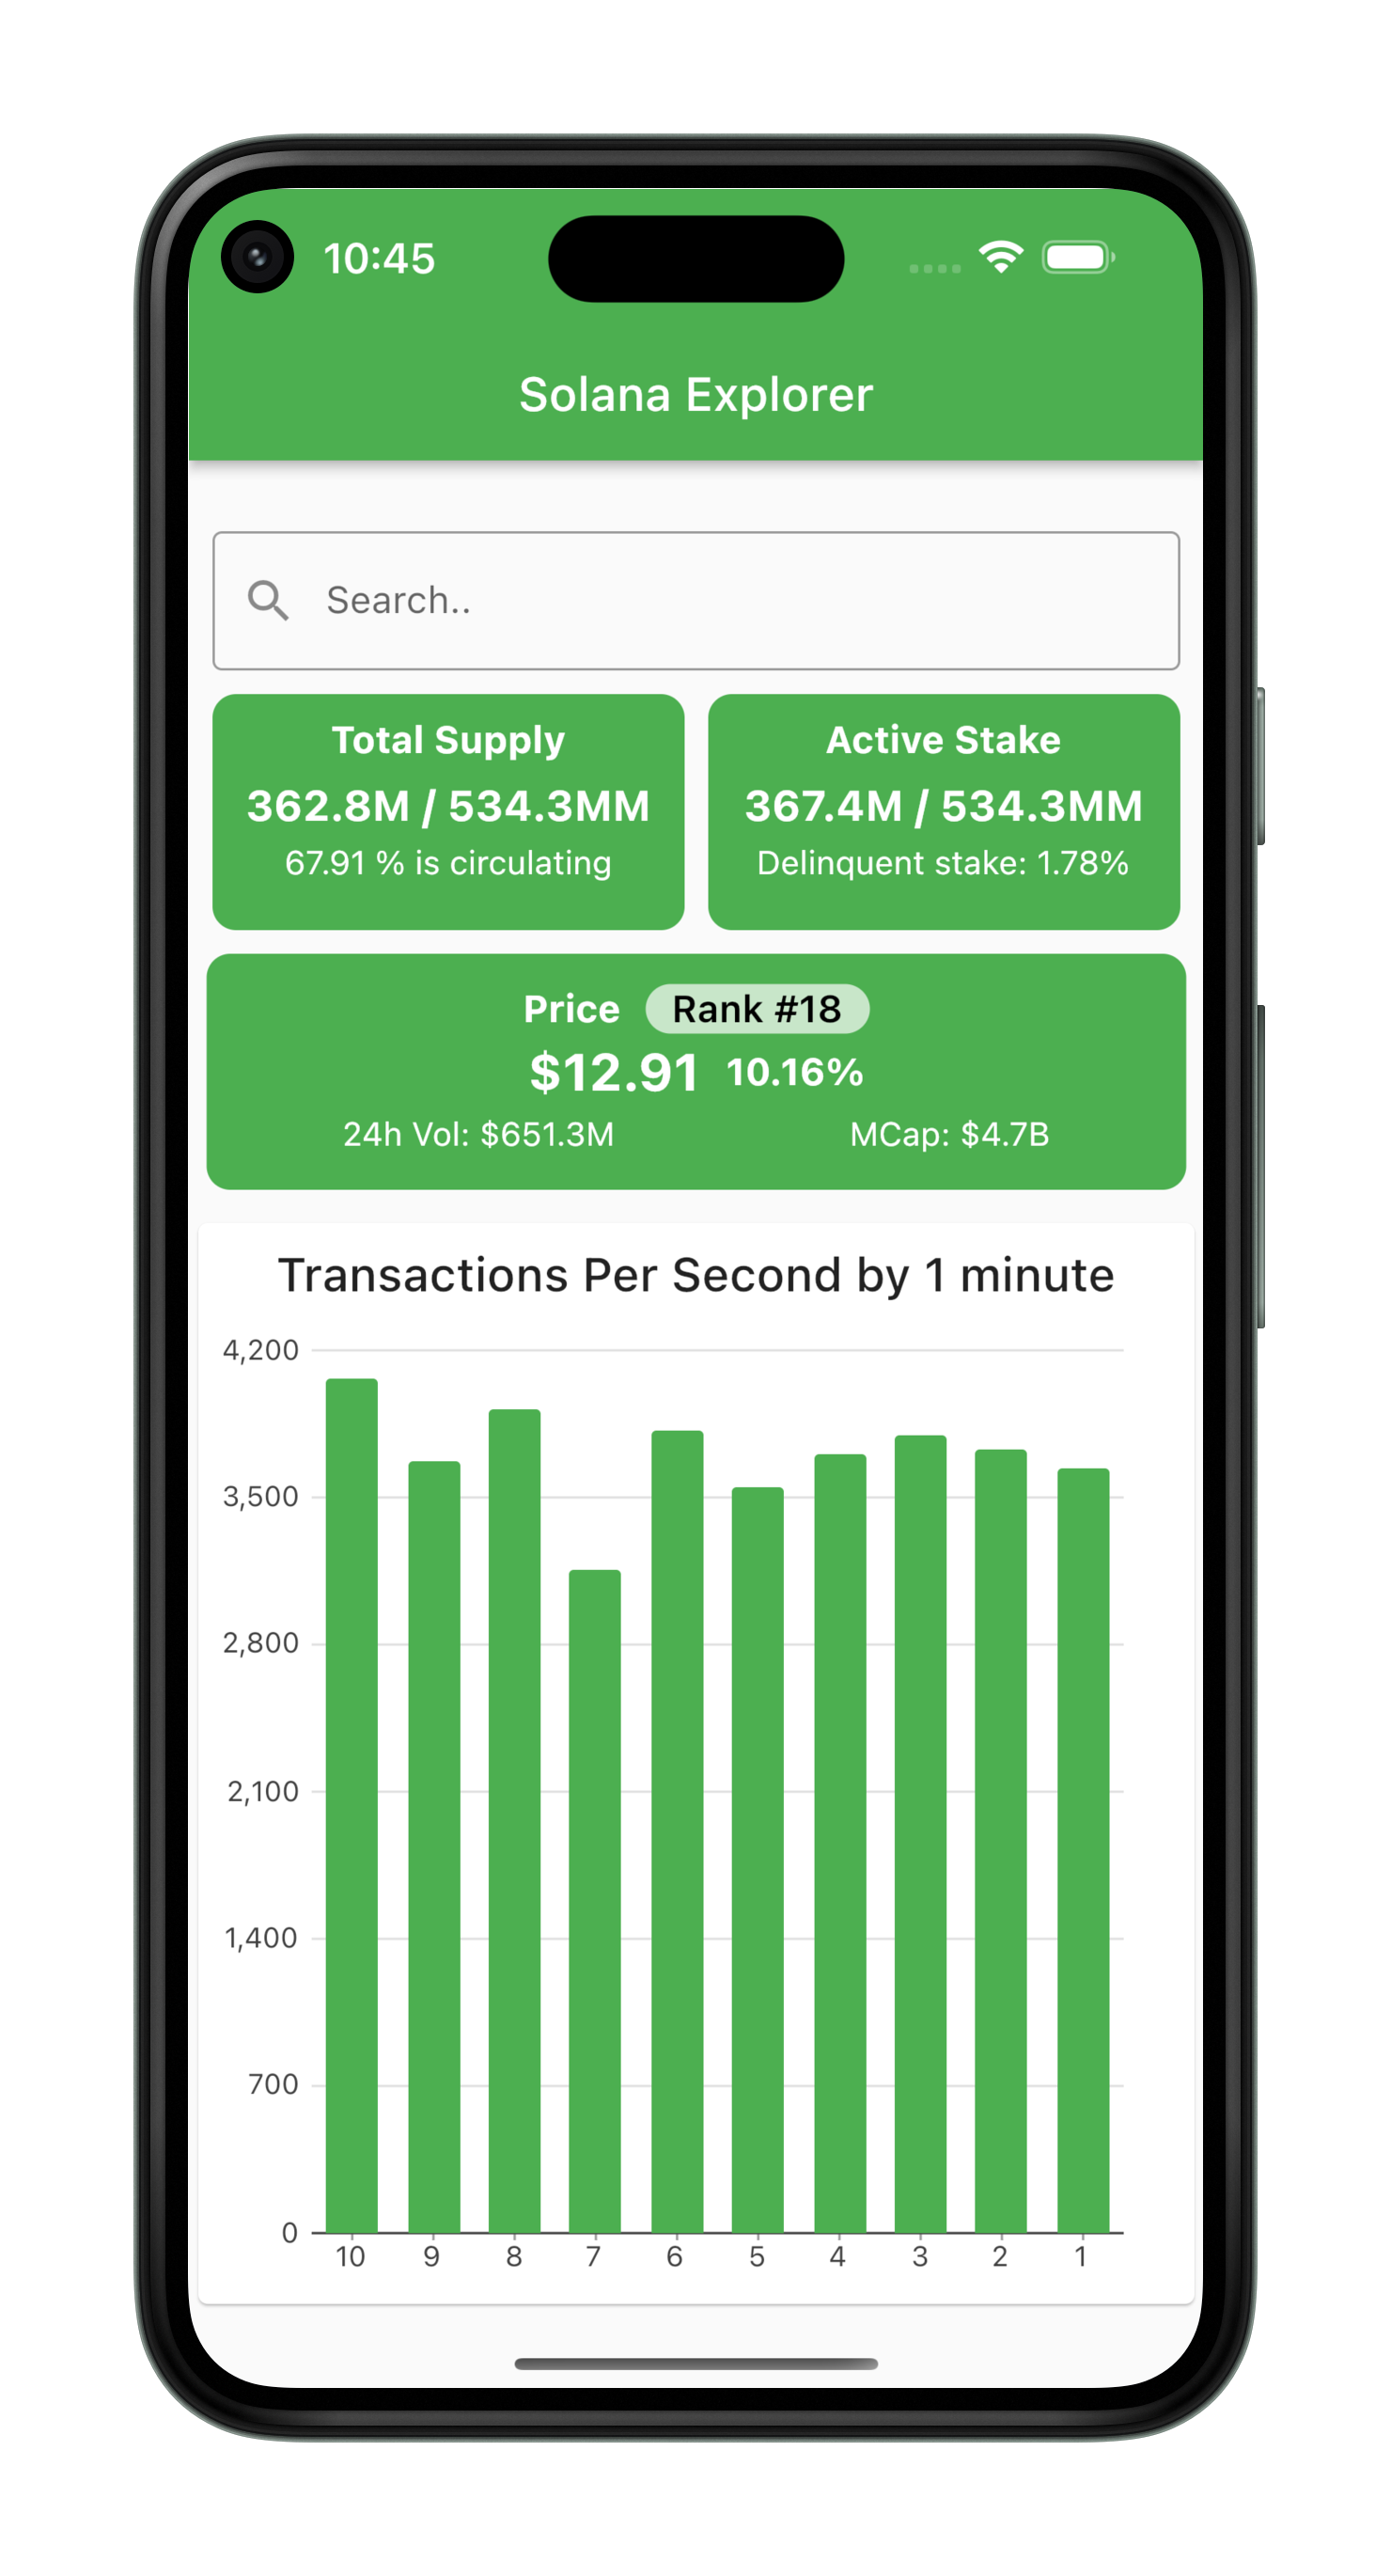 10:45
Solana Explorer
Search..
Total Supply
362.8M / 534.3MM
67.91 % is circulating
Active Stake
367.4M / 534.3MM
Delinquent stake: 1.78%
Price Rank #18
$12.91 10.16%
24h Vol: $651.3M MCap: $4.7B
Transactions Per Second by 1 minute
4,200
3,500
2,800
2,100
1,400
700
0
10 9 8 7 6 5 4 3 2 1